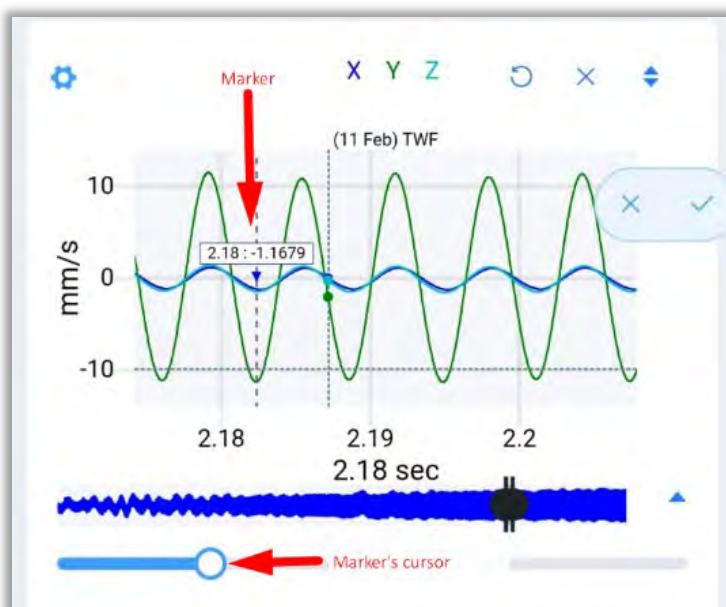 Marker
X Y Z
(11 Feb) TWF
10
2.18 : -1.1679
0
mm/s
-10
2.18 2.19 2.2
2.18 sec
Marker's cursor